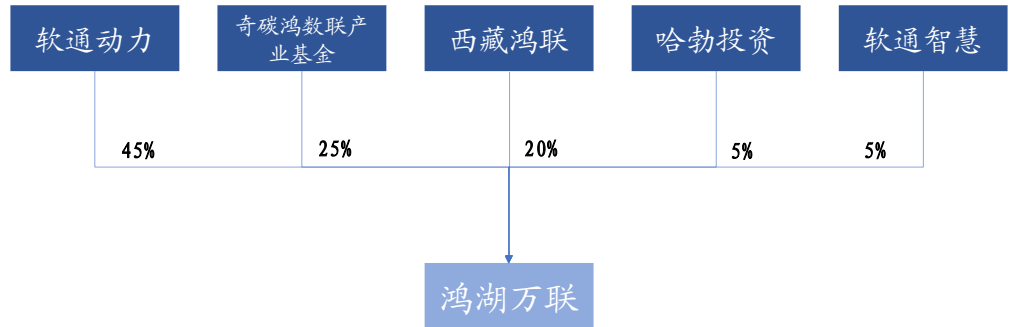 软通动力
奇碳鸿数联产
业基金
西藏鸿联
哈勃投资
软通智慧
45%
25%
20%
5%
5%
鸿湖万联